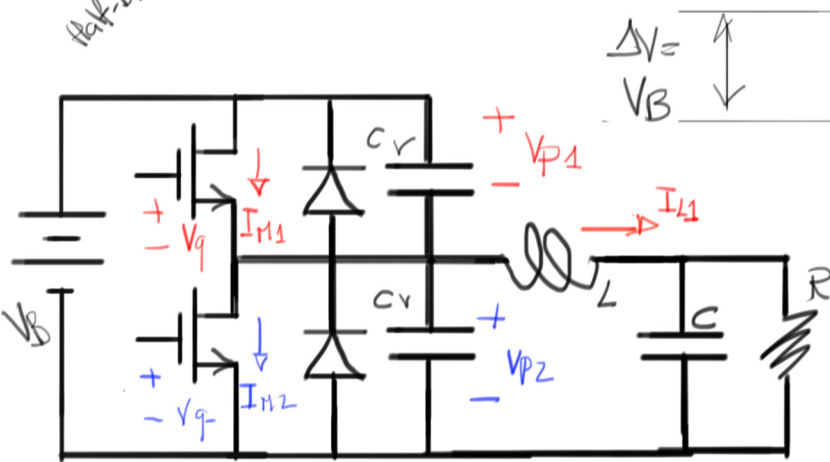 ΔV=
VB
Cr
+
VP1
-
IL1
+
- Vg
IM1
R
L
C
VB
Cr
+
VP2
-
+
- Vg
IM2